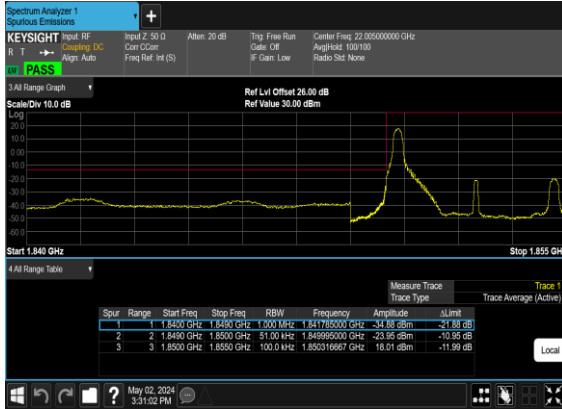 Spectrum Analyzer 1
Spurious Emissions
KEYSIGHT
R T
LXI
PASS
Input: RF
Coupling: DC
Align: Auto
Input Z: 50 Ω
Corr CCorr
Freq Ref: Int (S)
Atten: 20 dB
Trig: Free Run
Gate: Off
IF Gain: Low
Center Freq: 22.005000000 GHz
Avg|Hold: 100/100
Radio Std: None
3 All Range Graph
Scale/Div 10.0 dB
Ref Lvl Offset 26.00 dB
Ref Value 30.00 dBm
Log
20.0
10.0
0.00
-10.0
-20.0
-30.0
-40.0
-50.0
-60.0
Start 1.840 GHz
Stop 1.855 GH
4 All Range Table
Measure Trace Trace 1
Trace Type Trace Average (Active)
Spur Range Start Freq Stop Freq RBW Frequency Amplitude ΔLimit
1 1 1.8400 GHz 1.8490 GHz 1.000 MHz 1.841785000 GHz -34.88 dBm -21.88 dB
2 2 1.8490 GHz 1.8500 GHz 51.00 kHz 1.849995000 GHz -23.95 dBm -10.95 dB
3 3 1.8500 GHz 1.8550 GHz 100.0 kHz 1.850316667 GHz 18.01 dBm -11.99 dB
Local
?
May 02, 2024
3:31:02 PM